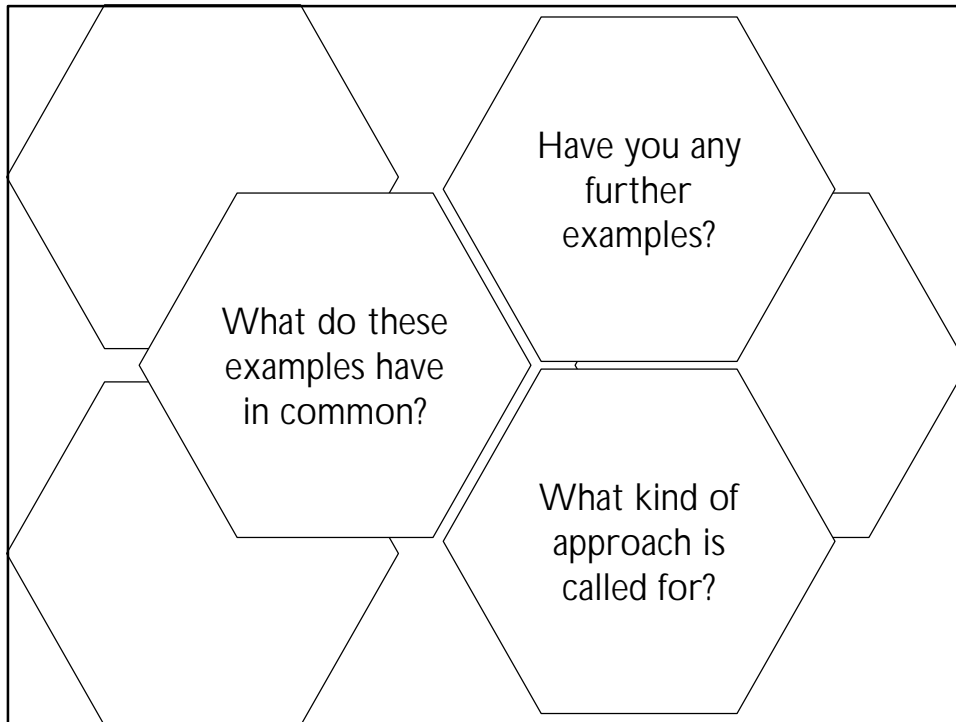 Have you any
further
examples?
What do these
examples have
in common?
What kind of
approach is
called for?